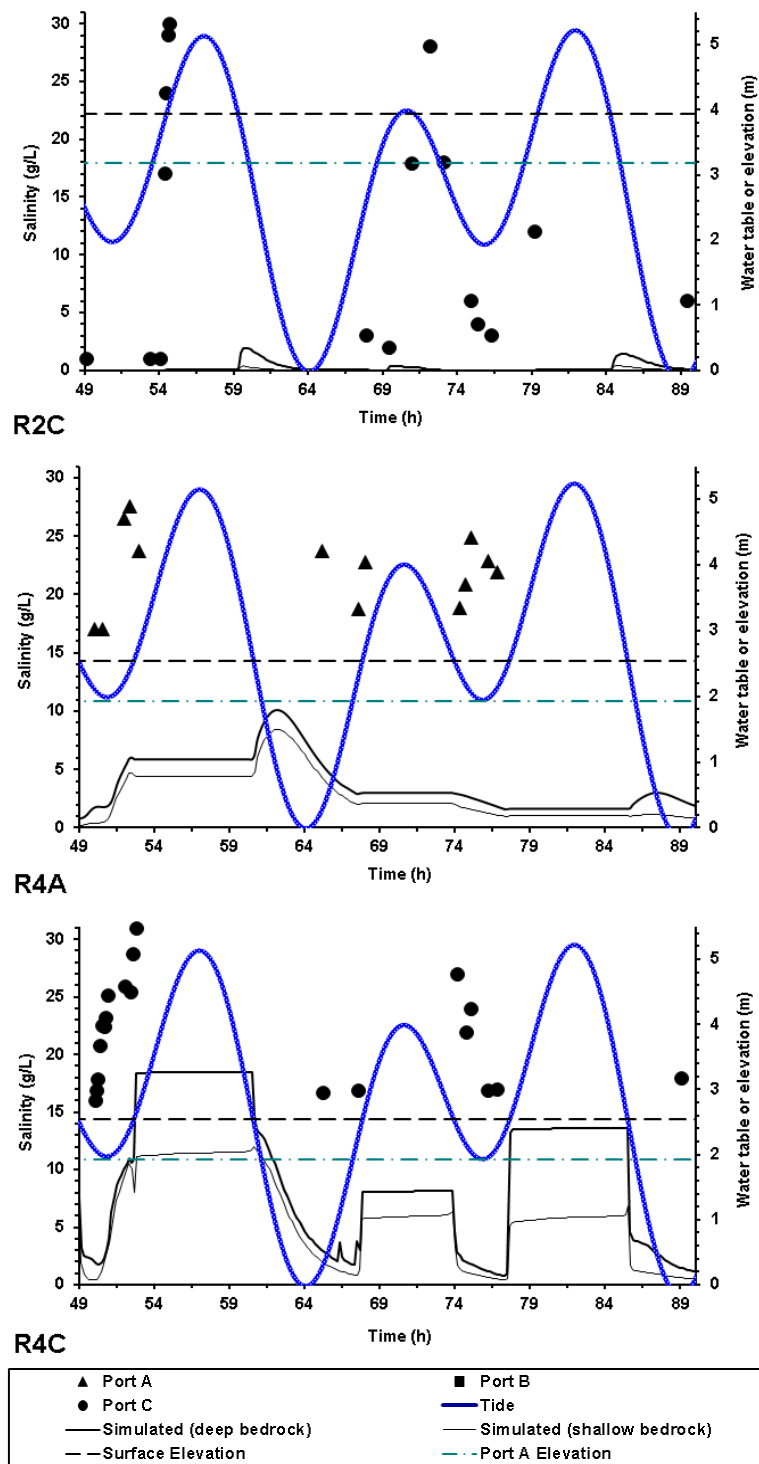 30
25
20
15
10
5
0
Salinity (g/L)
5
4
3
2
1
0
Water table or elevation (m)
49 54 59 64 69 74 79 84 89
Time (h)
R2C
30
25
20
15
10
5
0
Salinity (g/L)
5
4
3
2
1
0
Water table or elevation (m)
49 54 59 64 69 74 79 84 89
Time (h)
R4A
30
25
20
15
10
5
0
Salinity (g/L)
5
4
3
2
1
0
Water table or elevation (m)
49 54 59 64 69 74 79 84 89
Time (h)
R4C
Port A Port B
Port C Tide
Simulated (deep bedrock) Simulated (shallow bedrock)
Surface Elevation Port A Elevation